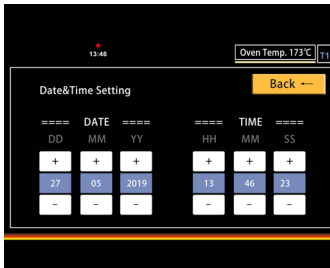 13:46
Oven Temp. 173℃
T1
Date&Time Setting
Back ←
==== DATE ==== ==== TIME ====
DD MM YY HH MM SS
+ + + + + +
27 05 2019 13 46 23
− − − − − −